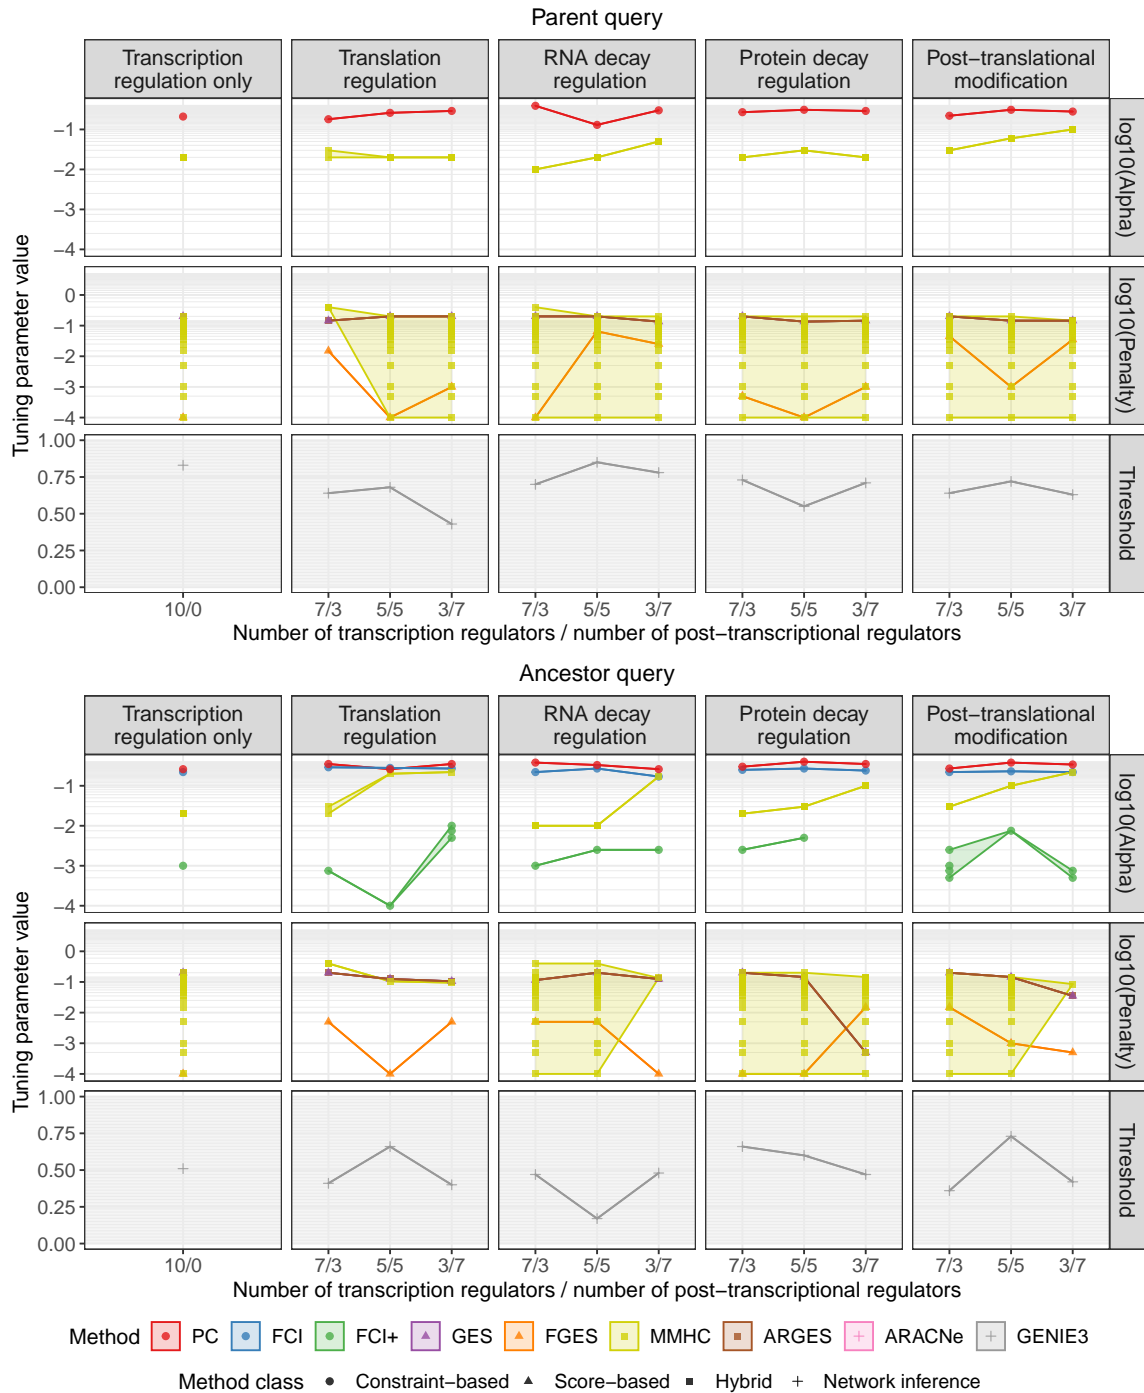 Parent query
Transcription regulation only
Translation regulation
RNA decay regulation
Protein decay regulation
Post−translational modification
−1
−2
−3
−4
log10(Alpha)
0
−1
−2
−3
−4
log10(Penalty)
1.00
0.75
0.50
0.25
0.00
Threshold
Tuning parameter value
10/0
7/3 5/5 3/7
7/3 5/5 3/7
7/3 5/5 3/7
7/3 5/5 3/7
Number of transcription regulators / number of post−transcriptional regulators
Ancestor query
Transcription regulation only
Translation regulation
RNA decay regulation
Protein decay regulation
Post−translational modification
−1
−2
−3
−4
log10(Alpha)
0
−1
−2
−3
−4
log10(Penalty)
1.00
0.75
0.50
0.25
0.00
Threshold
Tuning parameter value
10/0
7/3 5/5 3/7
7/3 5/5 3/7
7/3 5/5 3/7
7/3 5/5 3/7
Number of transcription regulators / number of post−transcriptional regulators
Method PC FCI FCI+ GES FGES MMHC ARGES ARACNe GENIE3
Method class Constraint−based Score−based Hybrid Network inference